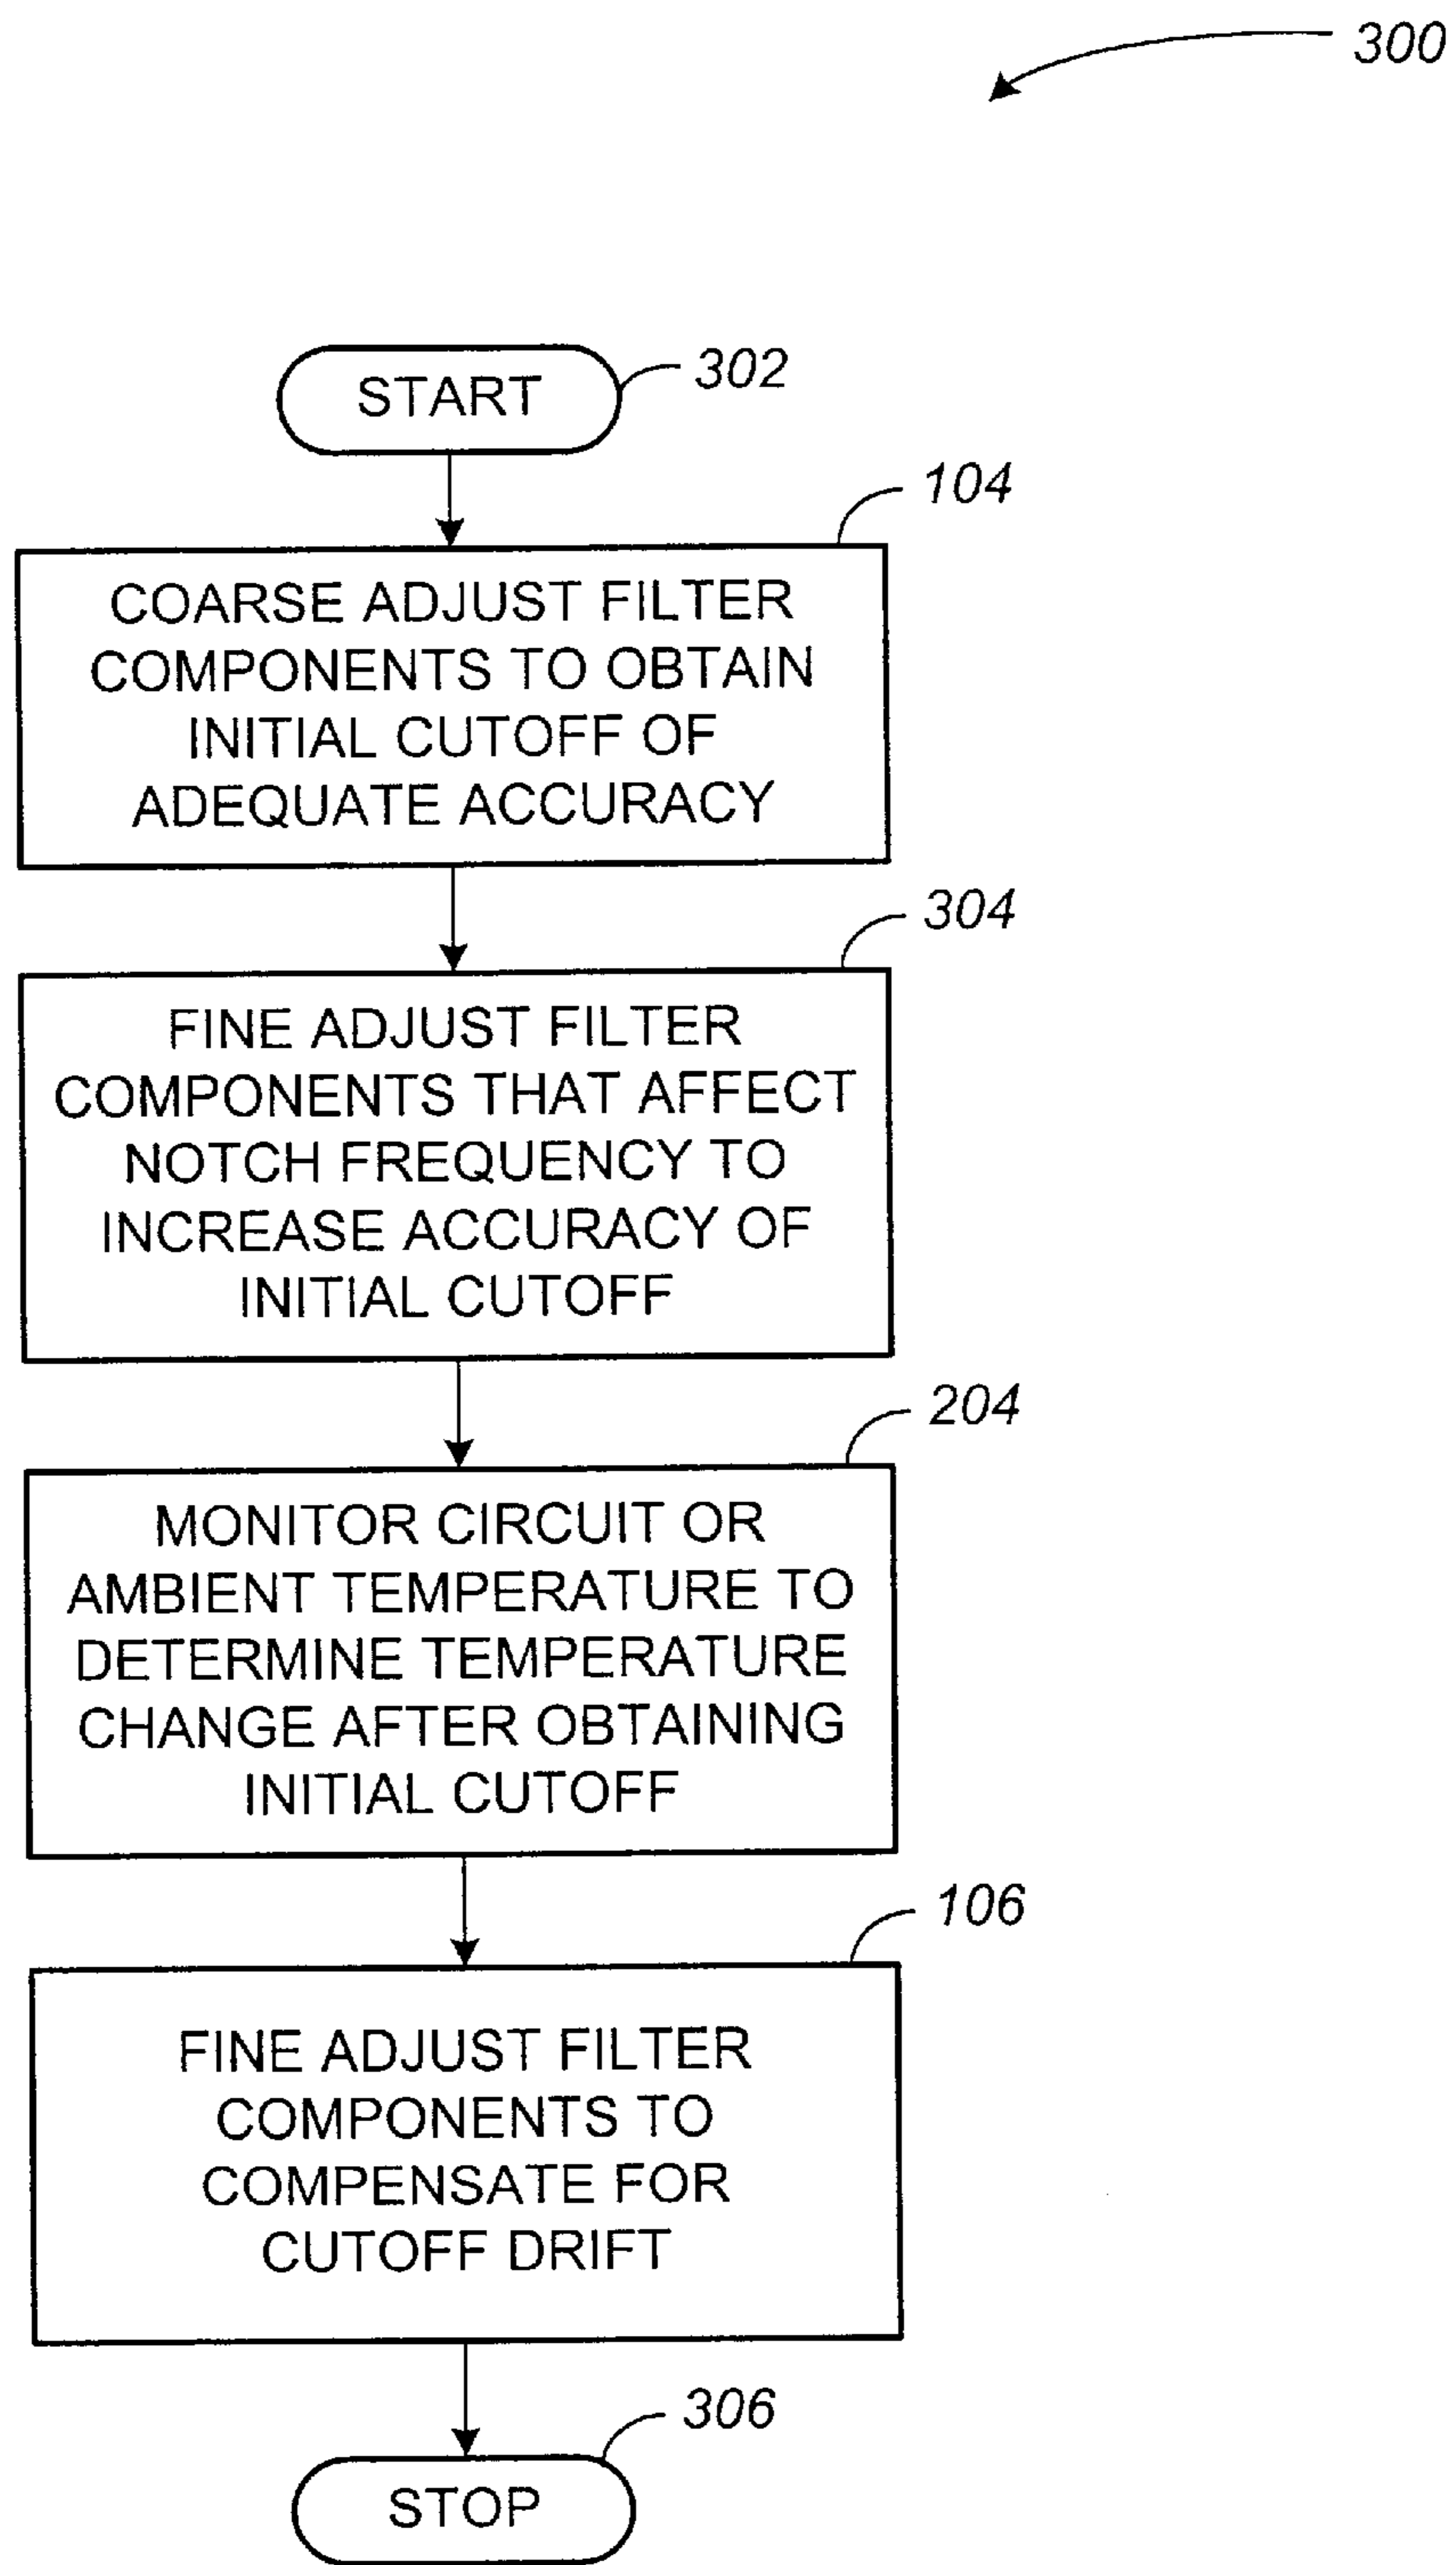 300
START
302
104
COARSE ADJUST FILTER
COMPONENTS TO OBTAIN
INITIAL CUTOFF OF
ADEQUATE ACCURACY
304
FINE ADJUST FILTER
COMPONENTS THAT AFFECT
NOTCH FREQUENCY TO
INCREASE ACCURACY OF
INITIAL CUTOFF
204
MONITOR CIRCUIT OR
AMBIENT TEMPERATURE TO
DETERMINE TEMPERATURE
CHANGE AFTER OBTAINING
INITIAL CUTOFF
106
FINE ADJUST FILTER
COMPONENTS TO
COMPENSATE FOR
CUTOFF DRIFT
306
STOP